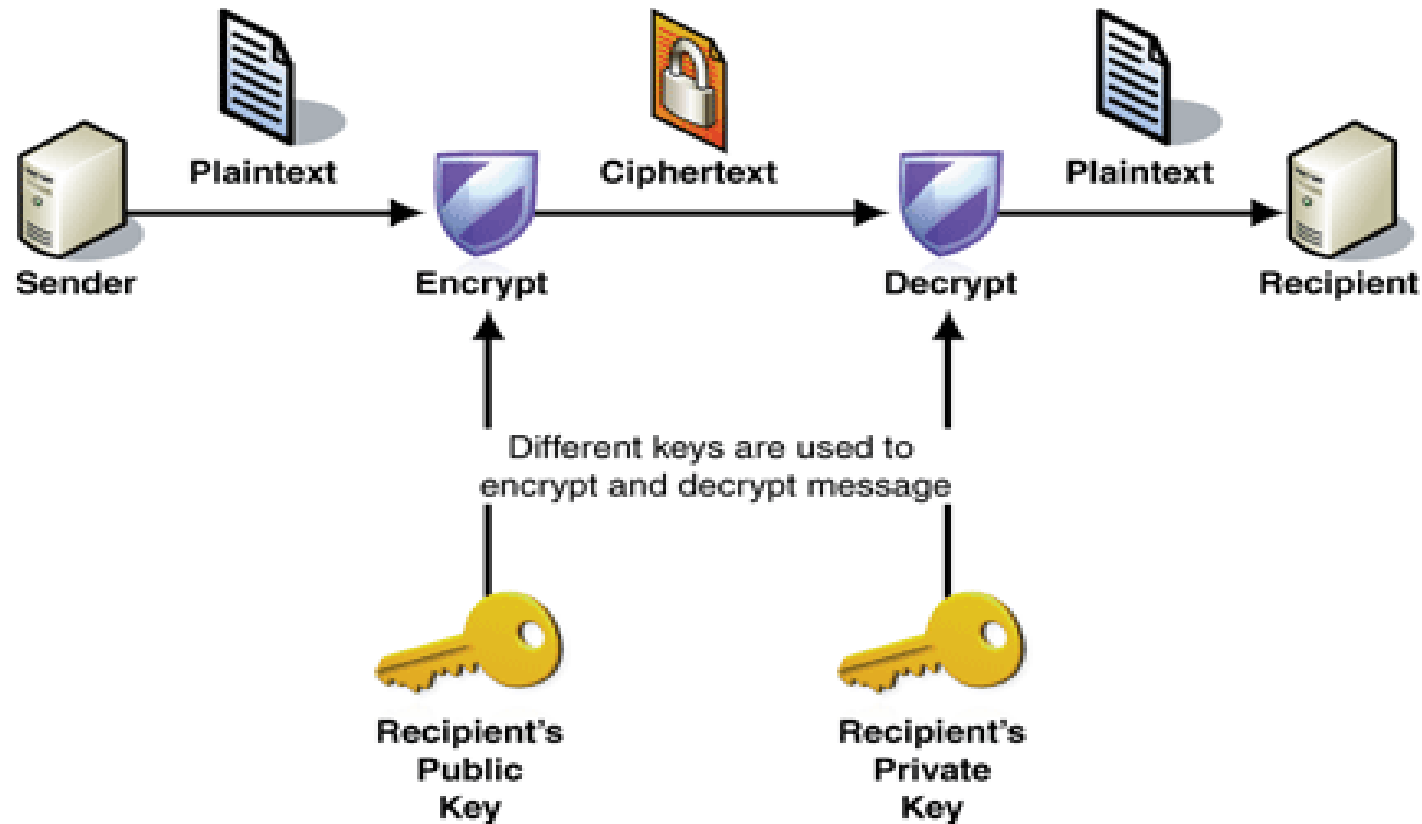 Plaintext
Ciphertext
Plaintext
Sender
Encrypt
Decrypt
Recipient
Different keys are used to
encrypt and decrypt message
Recipient's
Public
Key
Recipient's
Private
Key